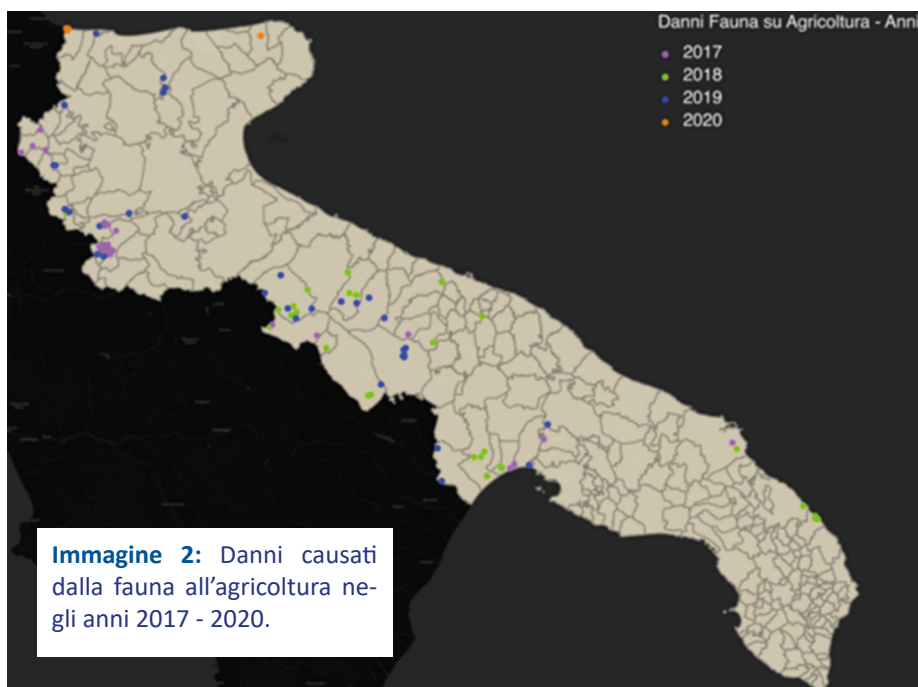 Danni Fauna su Agricoltura - Anni
2017
2018
2019
2020
Immagine 2: Danni causati
dalla fauna all'agricoltura ne-
gli anni 2017 - 2020.